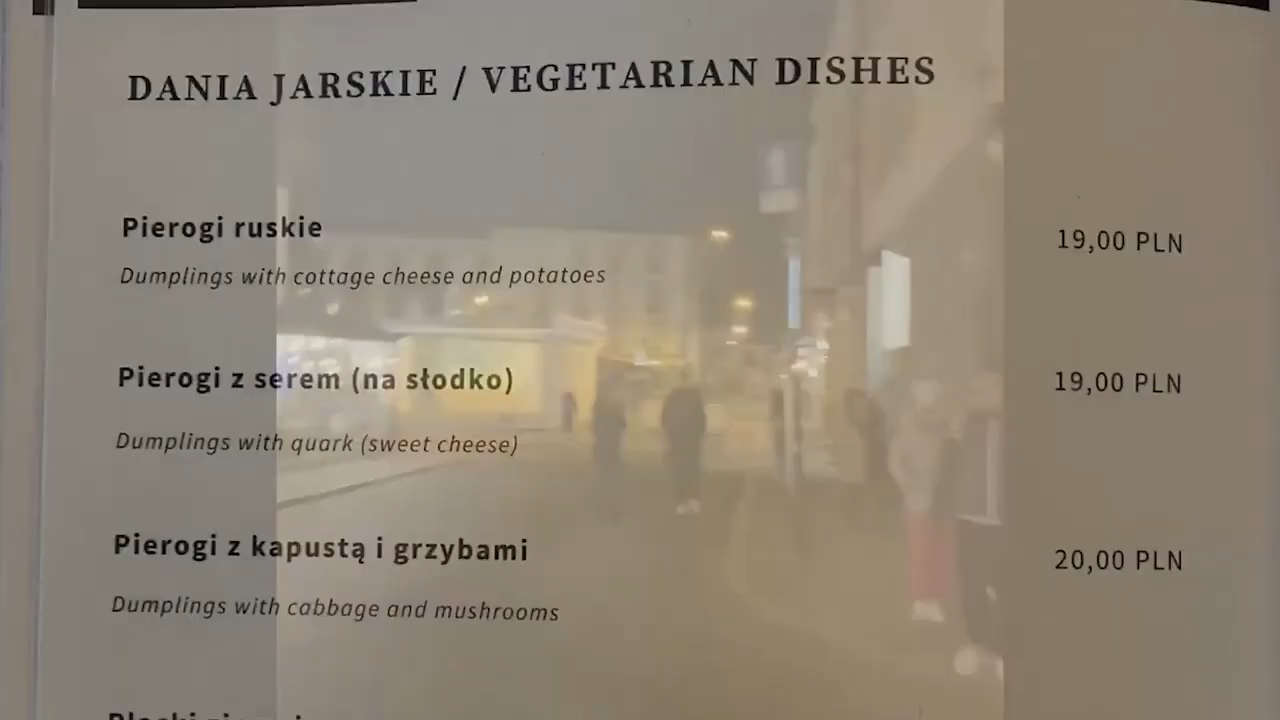 DANIA JARSKIE / VEGETARIAN DISHES
Pierogi ruskie
19,00 PLN
Dumplings with cottage cheese and potatoes
Pierogi z serem (na słodko)
19,00 PLN
Dumplings with quark (sweet cheese)
Pierogi z kapustą i grzybami
20,00 PLN
Dumplings with cabbage and mushrooms